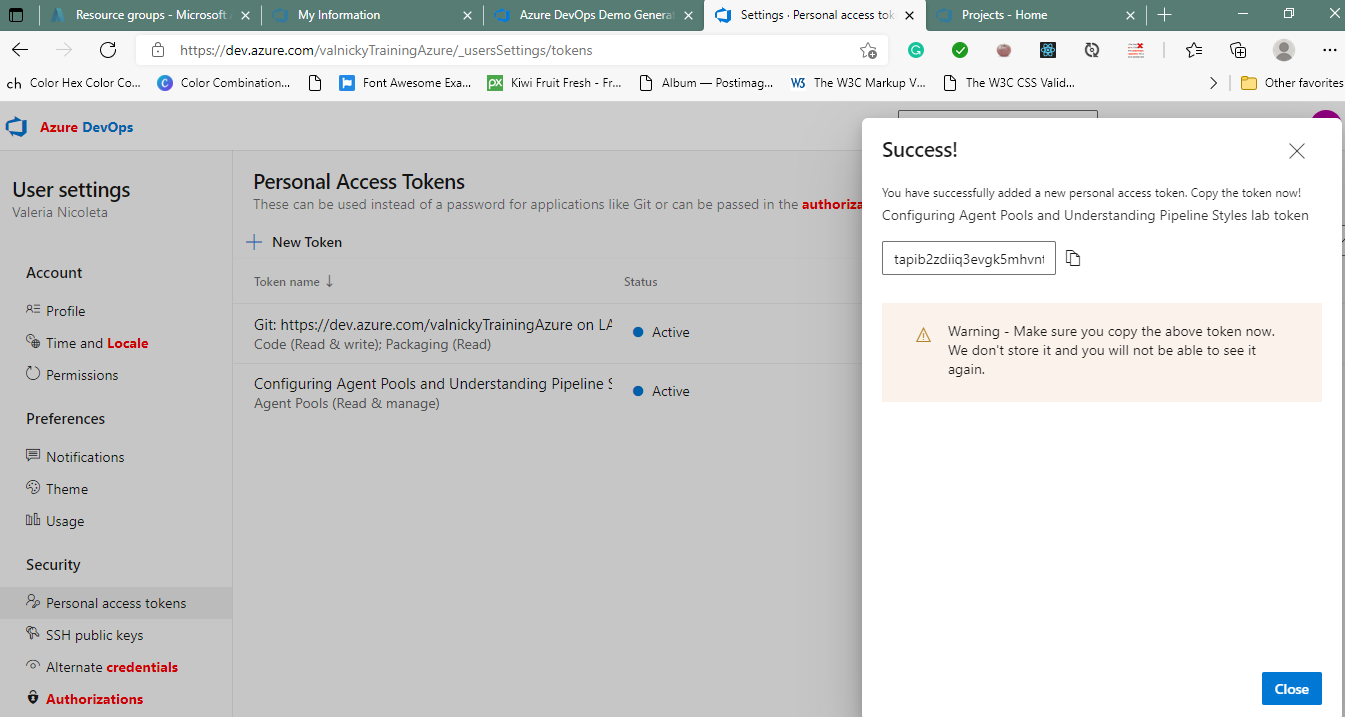 Resource groups - Microsoft A
My Information
Azure DevOps Demo Generat
Settings · Personal access tok
Projects - Home
https://dev.azure.com/valnickyTrainingAzure/_usersSettings/tokens
ch
Color Hex Color Co...
Color Combination...
Font Awesome Exa...
Kiwi Fruit Fresh - Fr...
Album — Postimag...
The W3C Markup V...
The W3C CSS Valid...
Other favorites
Azure DevOps
User settings
Valeria Nicoleta
Account
Profile
Time and Locale
Permissions
Preferences
Notifications
Theme
Usage
Security
Personal access tokens
SSH public keys
Alternate credentials
Authorizations
Personal Access Tokens
These can be used instead of a password for applications like Git or can be passed in the authoriza
New Token
Token name
Status
Git: https://dev.azure.com/valnickyTrainingAzure on LA
Code (Read & write); Packaging (Read)
Active
Configuring Agent Pools and Understanding Pipeline S
Agent Pools (Read & manage)
Active
Success!
You have successfully added a new personal access token. Copy the token now!
Configuring Agent Pools and Understanding Pipeline Styles lab token
tapib2zdiiq3evgk5mhvnt
Warning - Make sure you copy the above token now.
We don't store it and you will not be able to see it
again.
Close